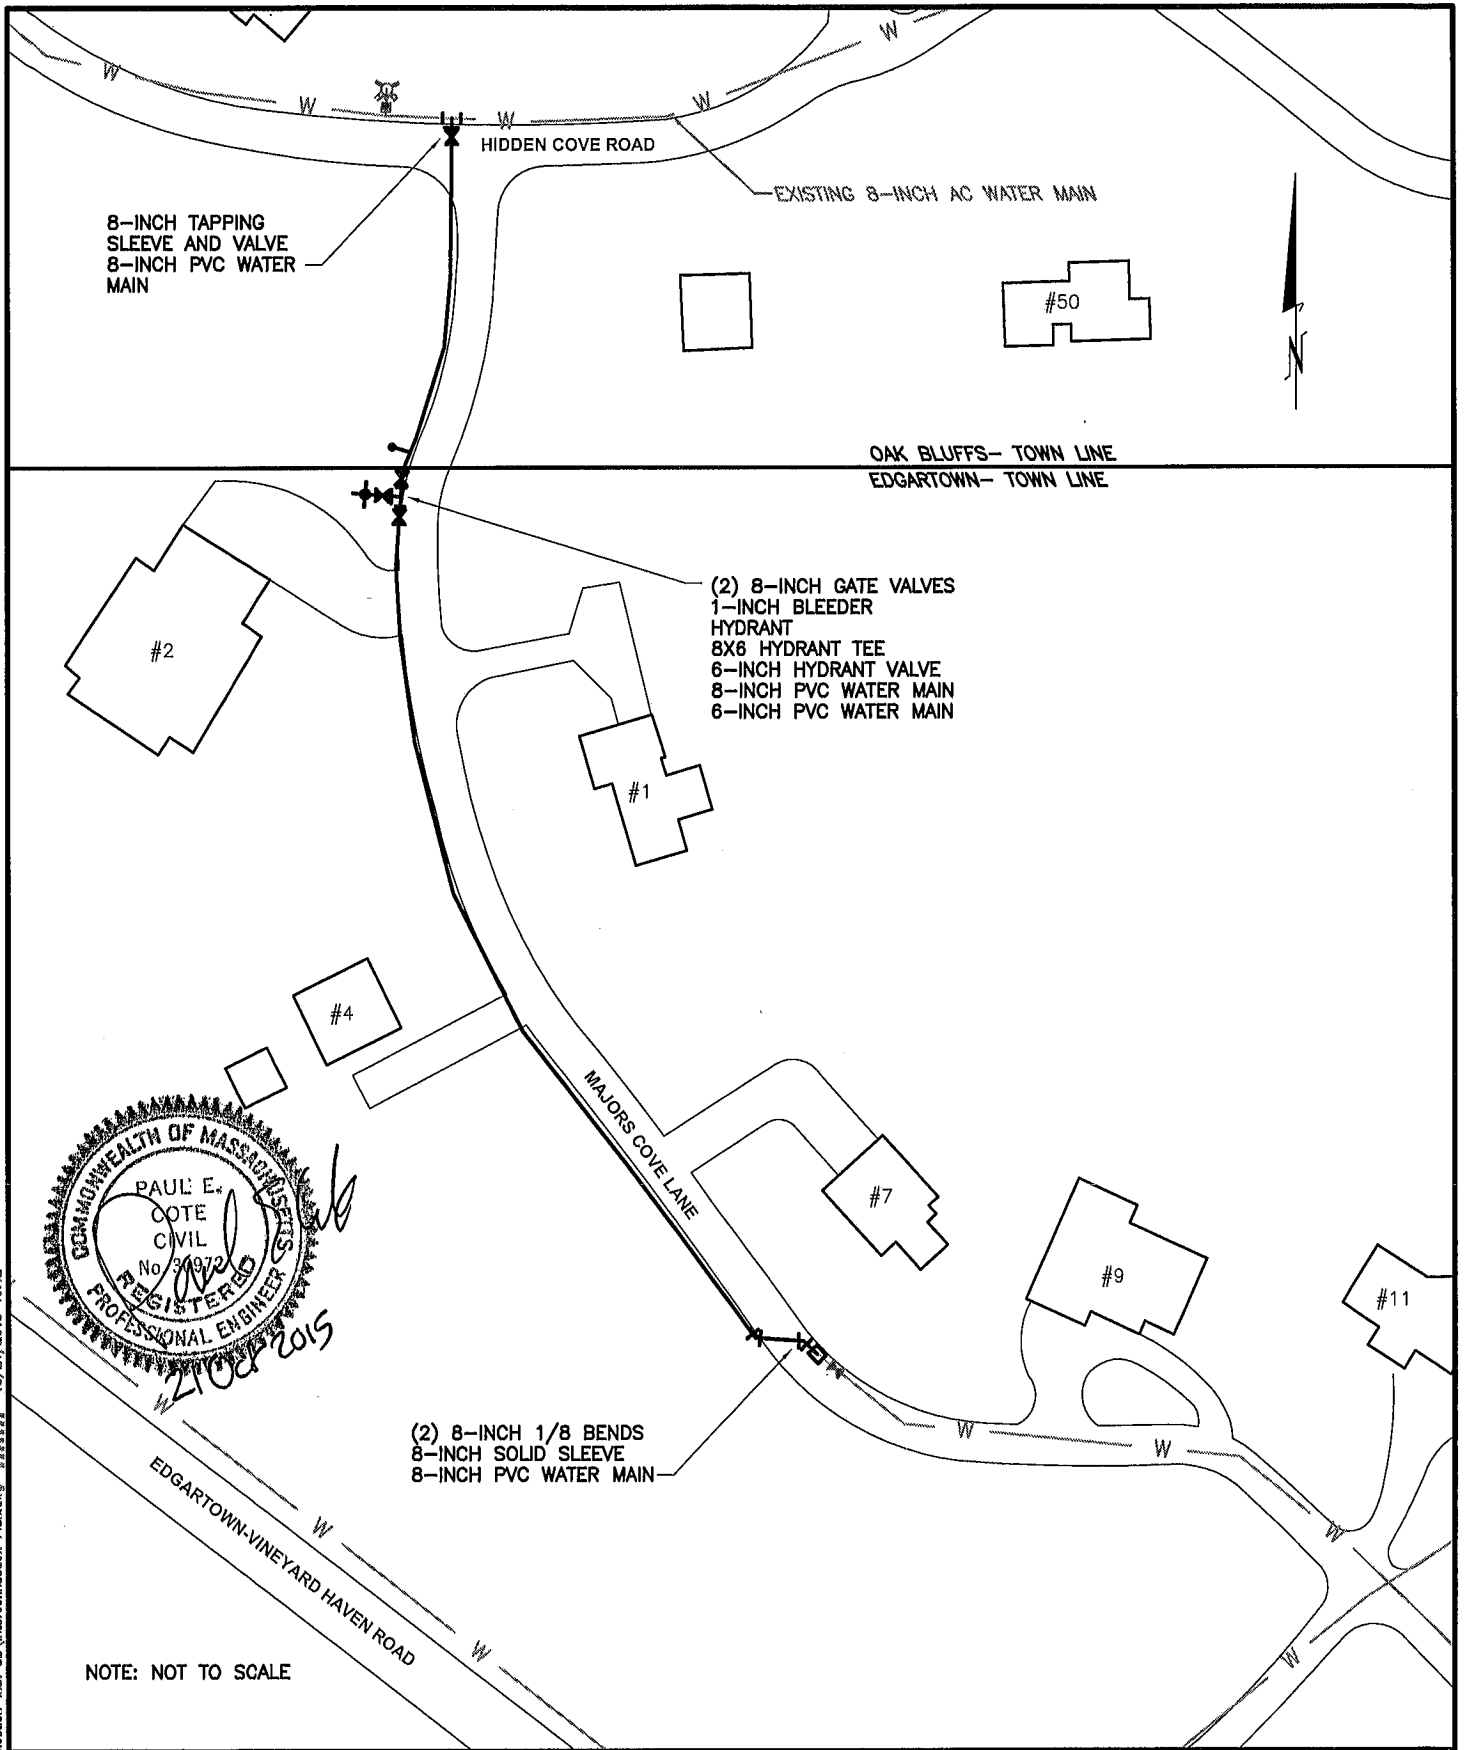 W
W
W
W
W
HIDDEN COVE ROAD
EXISTING 8-INCH AC WATER MAIN
8-INCH TAPPING
SLEEVE AND VALVE
8-INCH PVC WATER
MAIN
#50
N
OAK BLUFFS- TOWN LINE
EDGARTOWN- TOWN LINE
(2) 8-INCH GATE VALVES
1-INCH BLEEDER
HYDRANT
8X6 HYDRANT TEE
6-INCH HYDRANT VALVE
8-INCH PVC WATER MAIN
6-INCH PVC WATER MAIN
#2
#1
#4
MAJORS COVE LANE
#7
#9
#11
COMMONWEALTH OF MASSACHUSETTS
PAUL E.
COTE
CIVIL
No.
REGISTERED
PROFESSIONAL ENGINEER
21 Oct 2015
(2) 8-INCH 1/8 BENDS
8-INCH SOLID SLEEVE
8-INCH PVC WATER MAIN
W
W
W
W
W
W
W
W
EDGARTOWN-VINEYARD HAVEN ROAD
NOTE: NOT TO SCALE